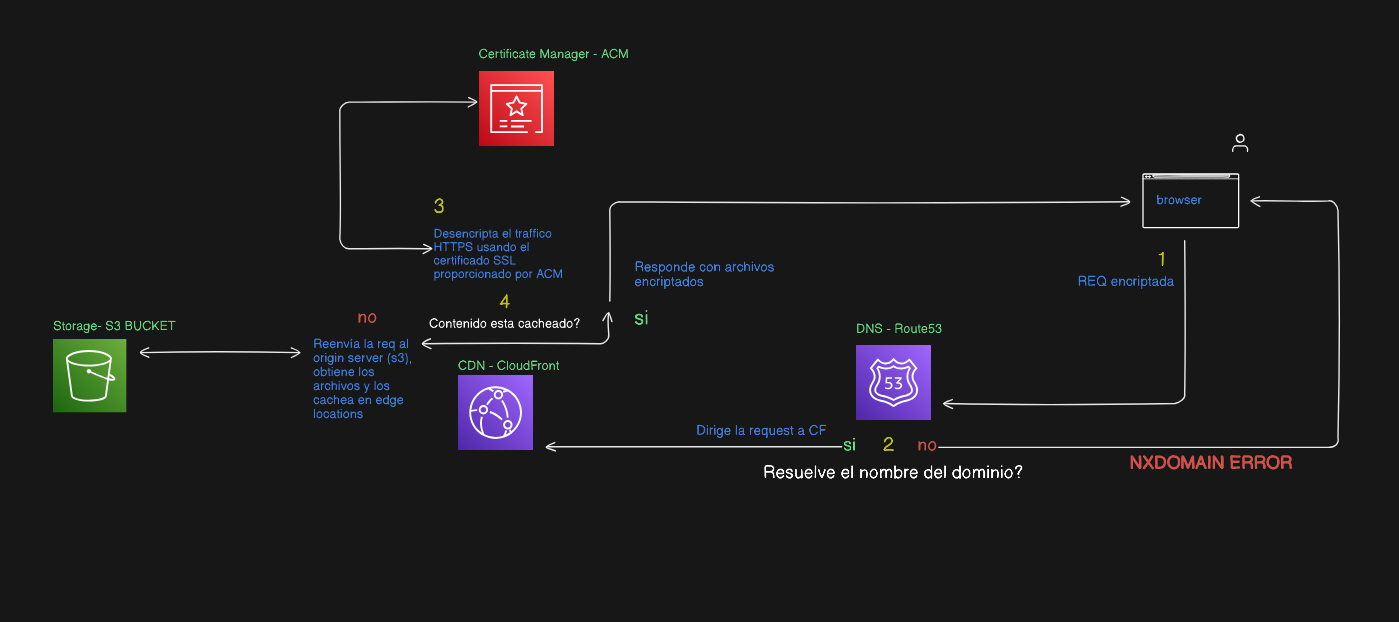 Certificate Manager - ACM
browser
3
Desencripta el traffico
HTTPS usando el
certificado SSL
proporcionado por ACM
1
REQ encriptada
Responde con archivos
encriptados
4
no
Contenido esta cacheado?
si
Storage- S3 BUCKET
DNS - Route53
53
Reenvía la req al
origin server (s3),
obtiene los
archivos y los
cachea en edge
locations
CDN - CloudFront
Dirige la request a CF
si
2
no
NXDOMAIN ERROR
Resuelve el nombre del dominio?